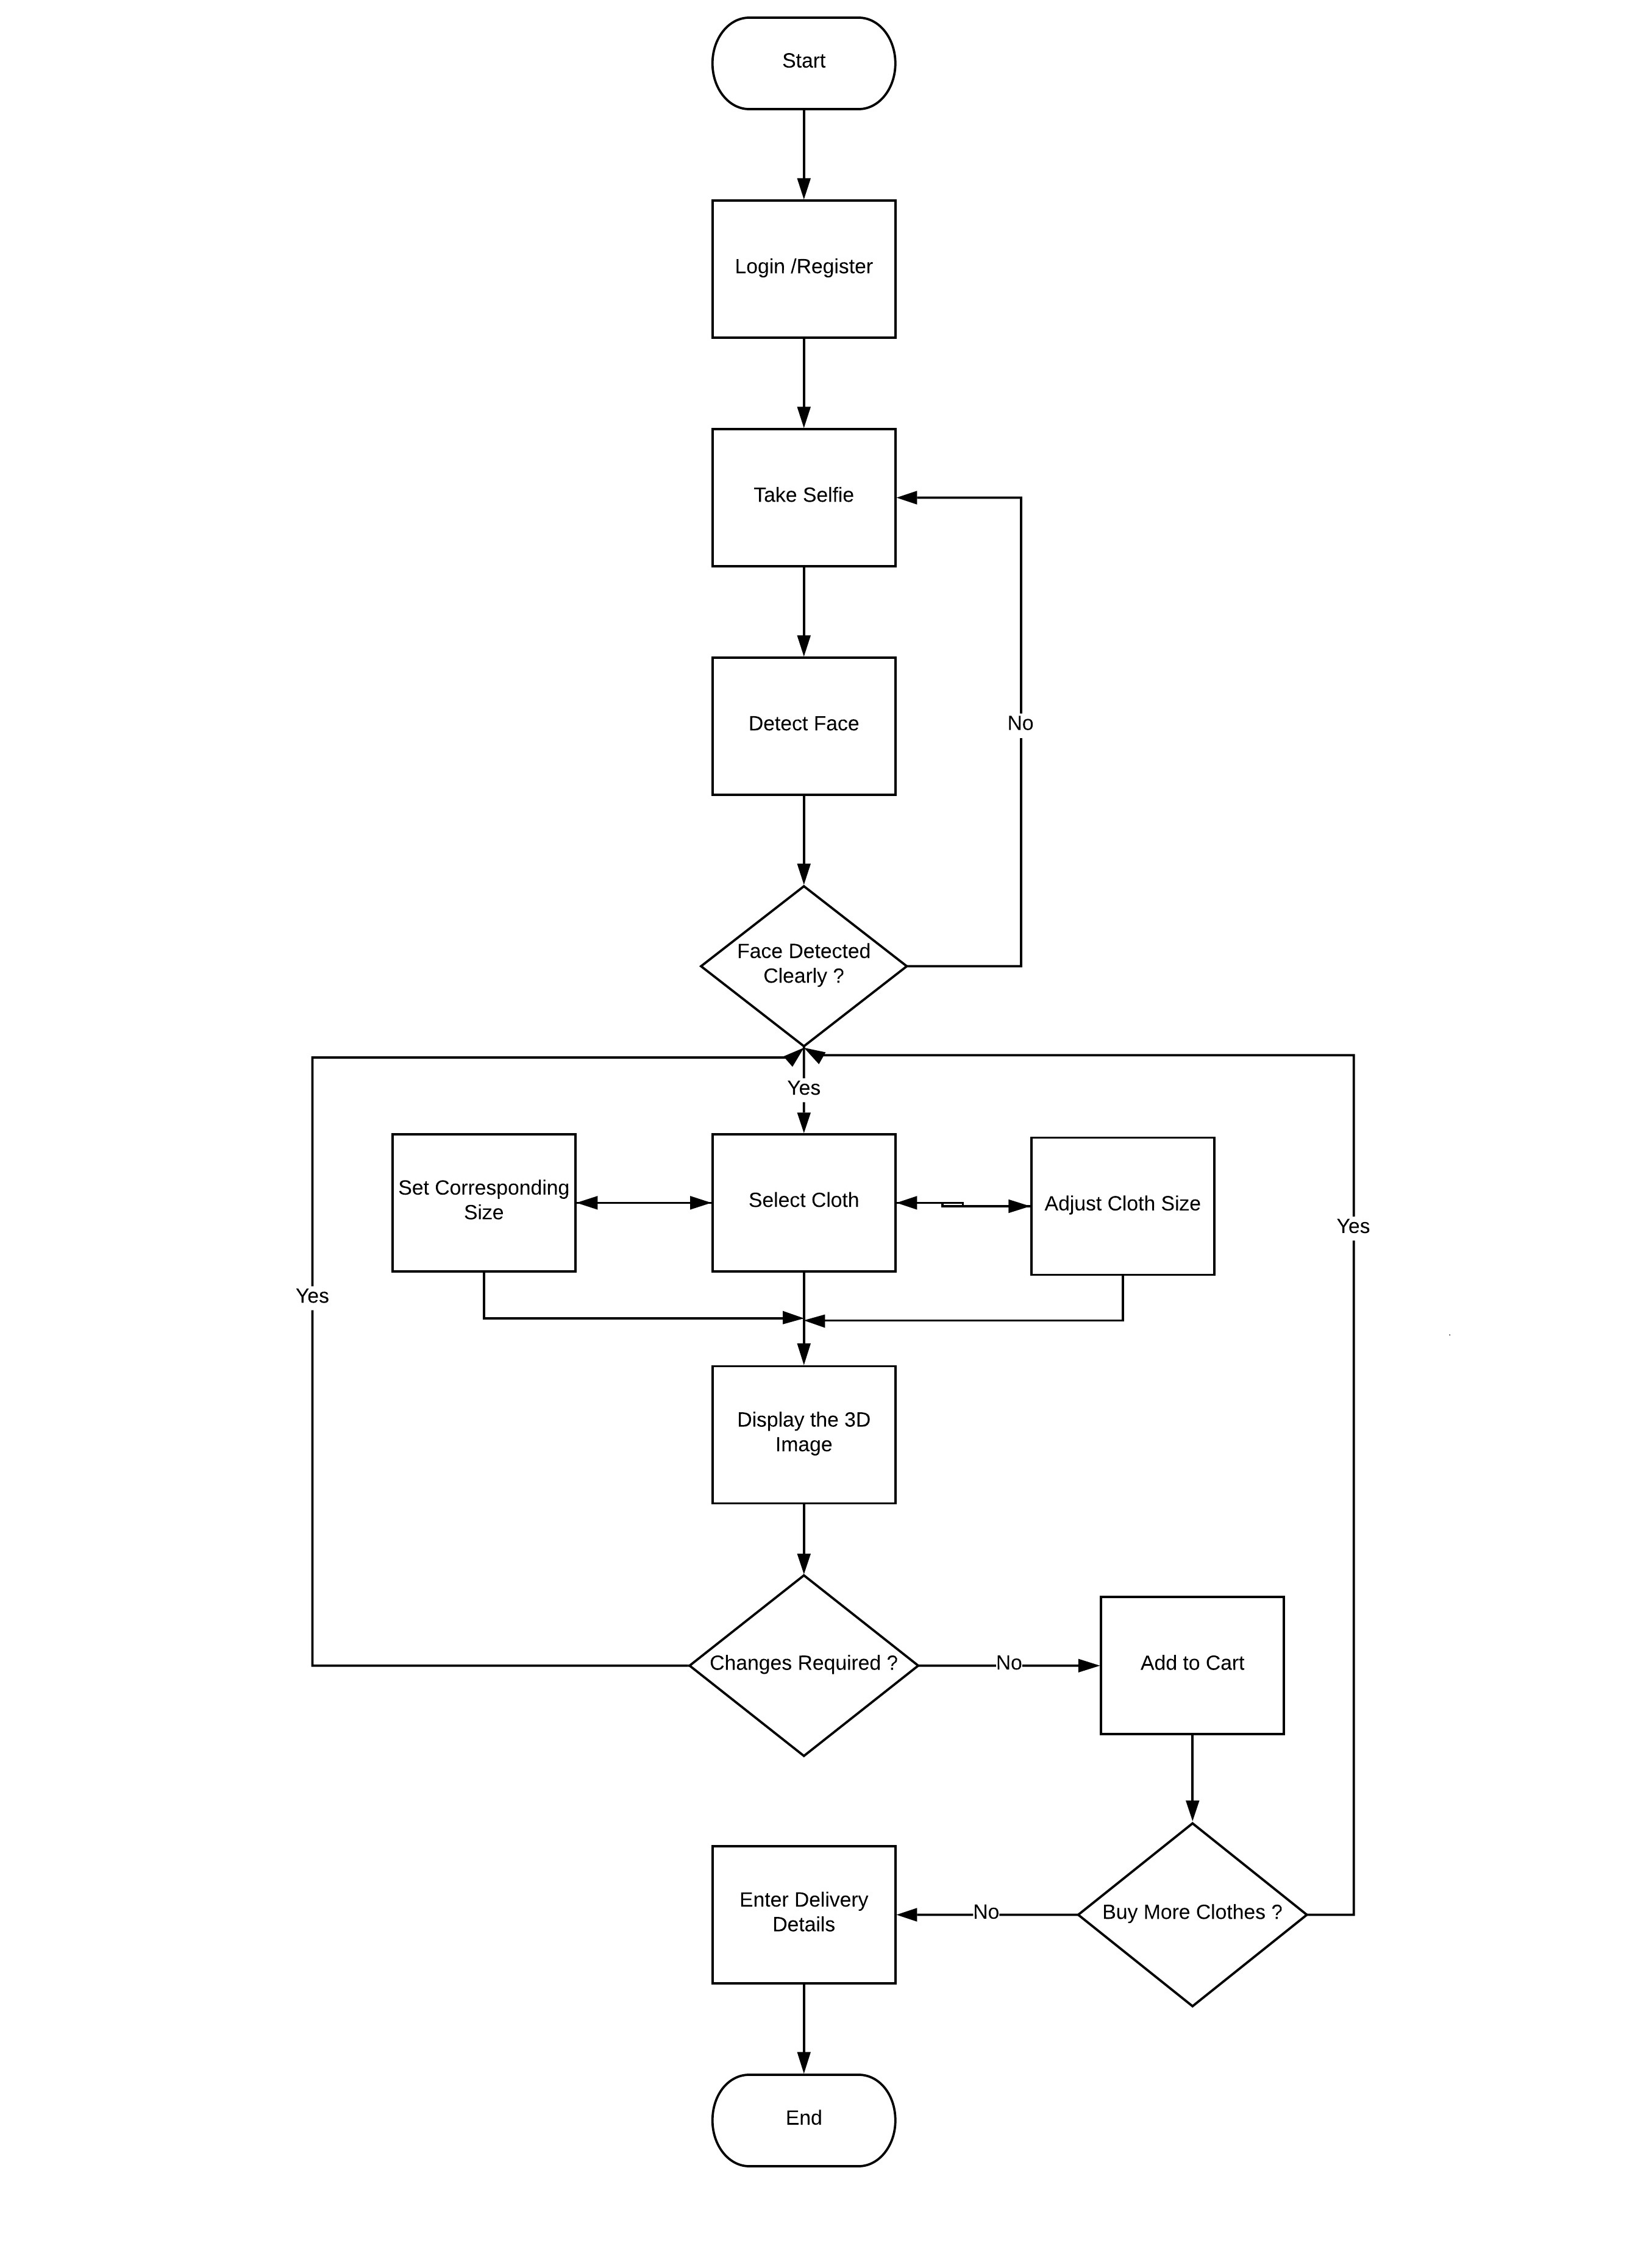 Start
Login /Register
Take Selfie
Detect Face
No
Face Detected
Clearly ?
Yes
Set Corresponding
Size
Select Cloth
Adjust Cloth Size
Yes
Yes
Display the 3D
Image
Changes Required ?
No
Add to Cart
Enter Delivery
Details
No
Buy More Clothes ?
End